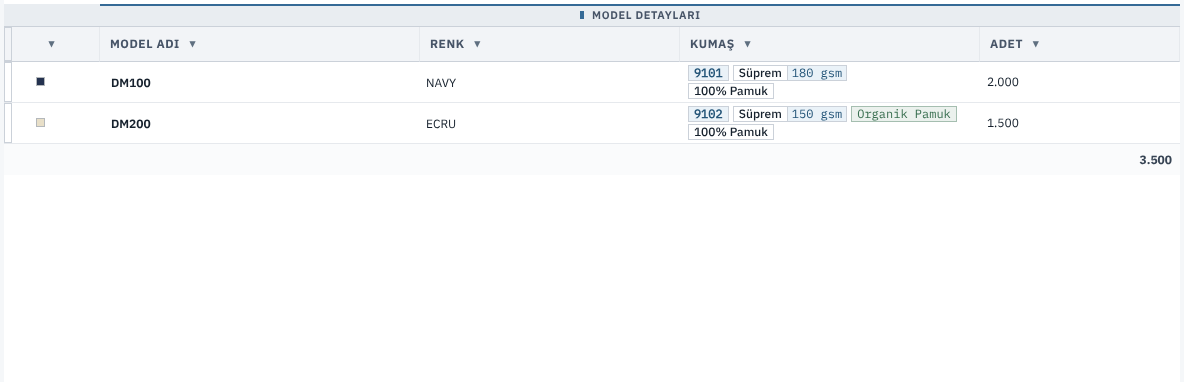 MODEL DETAYLARI
▼ MODEL ADI ▼ RENK ▼ KUMAŞ ▼ ADET ▼
DM100 NAVY 9101 Süprem 180 gsm 2.000
100% Pamuk
DM200 ECRU 9102 Süprem 150 gsm Organik Pamuk 1.500
100% Pamuk
3.500